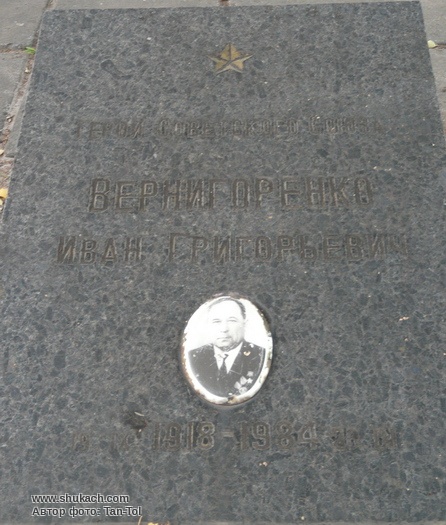 Герой Советского Союза
Вернигоренко
Иван Григорьевич
1918-1984
www.shukach.com
Автор фото: Tan-Tol